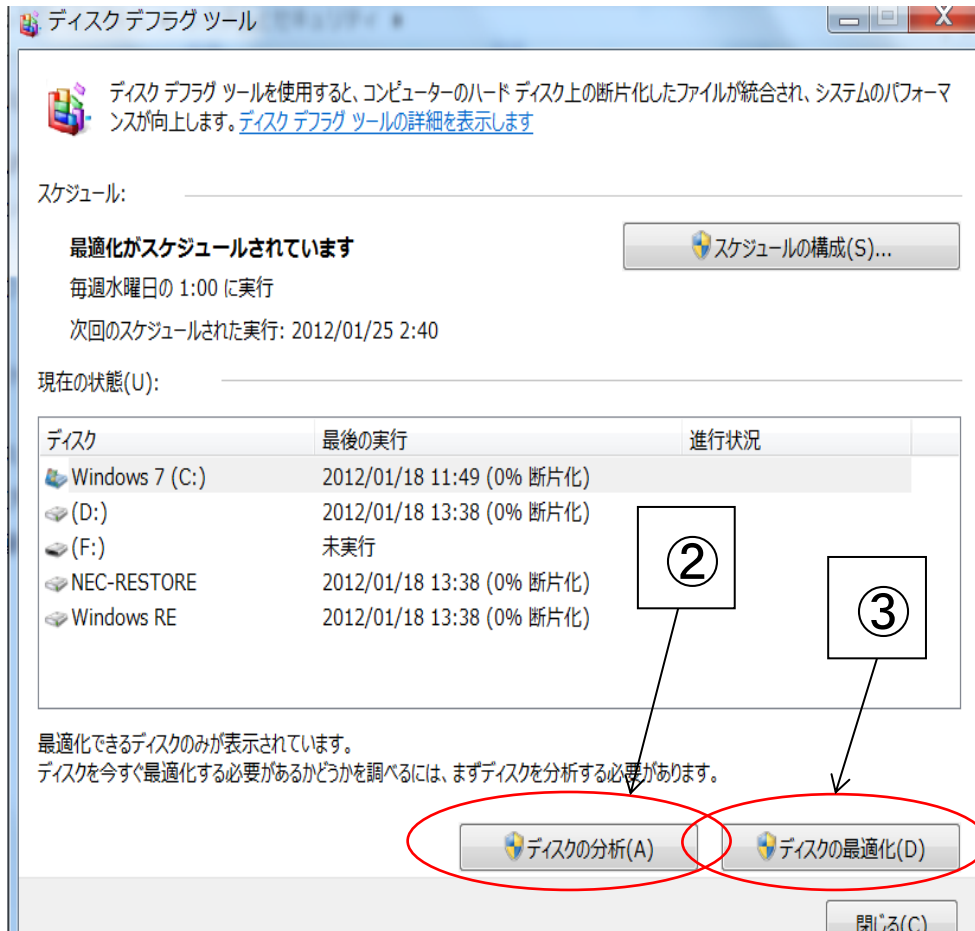 ディスク デフラグ ツール
ディスク デフラグ ツールを使用すると、コンピューターのハード ディスク上の断片化したファイルが統合され、システムのパフォーマ
ンスが向上します。ディスク デフラグ ツールの詳細を表示します
スケジュール:
最適化がスケジュールされています
スケジュールの構成(S)...
毎週水曜日の 1:00 に実行
次回のスケジュールされた実行: 2012/01/25 2:40
現在の状態(U):
ディスク 最後の実行 進行状況
Windows 7 (C:) 2012/01/18 11:49 (0% 断片化)
(D:) 2012/01/18 13:38 (0% 断片化)
(F:) 未実行
NEC-RESTORE 2012/01/18 13:38 (0% 断片化)
Windows RE 2012/01/18 13:38 (0% 断片化)
②
③
最適化できるディスクのみが表示されています。
ディスクを今すぐ最適化する必要があるかどうかを調べるには、まずディスクを分析する必要があります。
ディスクの分析(A) ディスクの最適化(D)
閉じる(C)